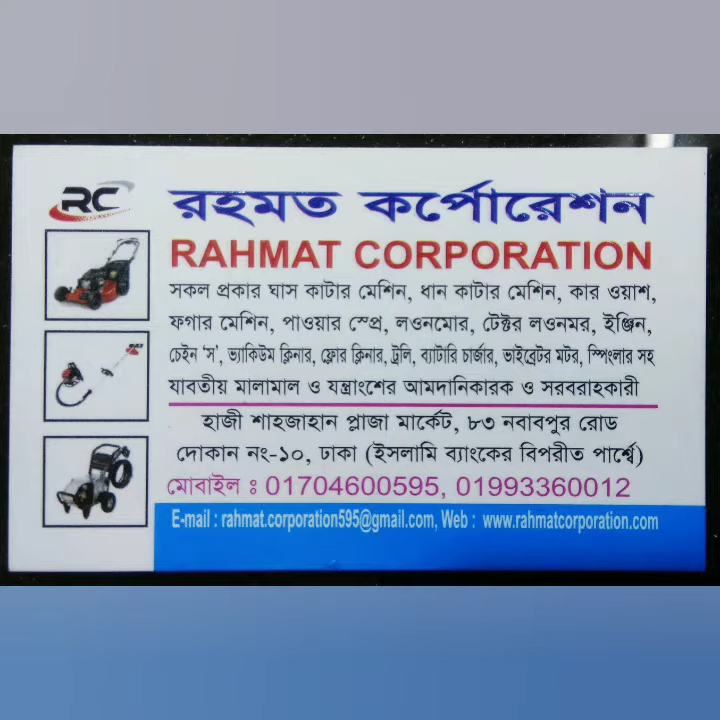 RC
রহমত কর্পোরেশন
RAHMAT CORPORATION
সকল প্রকার ঘাস কাটার মেশিন, ধান কাটার মেশিন, কার ওয়াশ,
ফগার মেশিন, পাওয়ার স্প্রে, লওনমোর, টেক্টর লওনমর, ইঞ্জিন,
চেইন ‘স’, ভ্যাকিউম ক্লিনার, ফ্লোর ক্লিনার, ট্রলি, ব্যাটারি চার্জার, ভাইব্রেটর মটর, স্পিংলার সহ
যাবতীয় মালামাল ও যন্ত্রাংশের আমদানিকারক ও সরবরাহকারী
হাজী শাহজাহান প্লাজা মার্কেট, ৮৩ নবাবপুর রোড
দোকান নং-১০, ঢাকা (ইসলামি ব্যাংকের বিপরীত পার্শ্বে)
মোবাইল ঃ 01704600595, 01993360012
E-mail : rahmat.corporation595@gmail.com, Web : www.rahmatcorporation.com